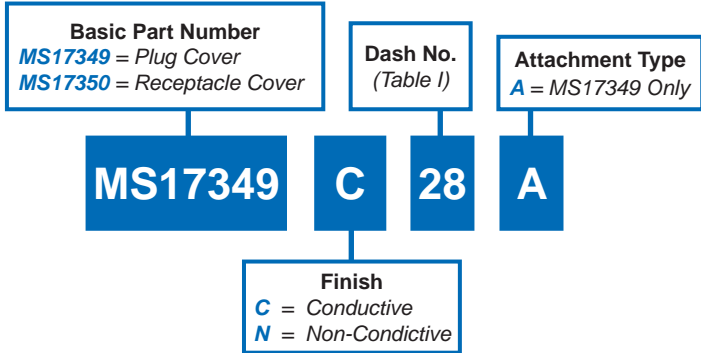 Basic Part Number
MS17349 = Plug Cover
MS17350 = Receptacle Cover
Dash No.
(Table I)
Attachment Type
A = MS17349 Only
MS17349 C 28 A
Finish
C = Conductive
N = Non-Condictive